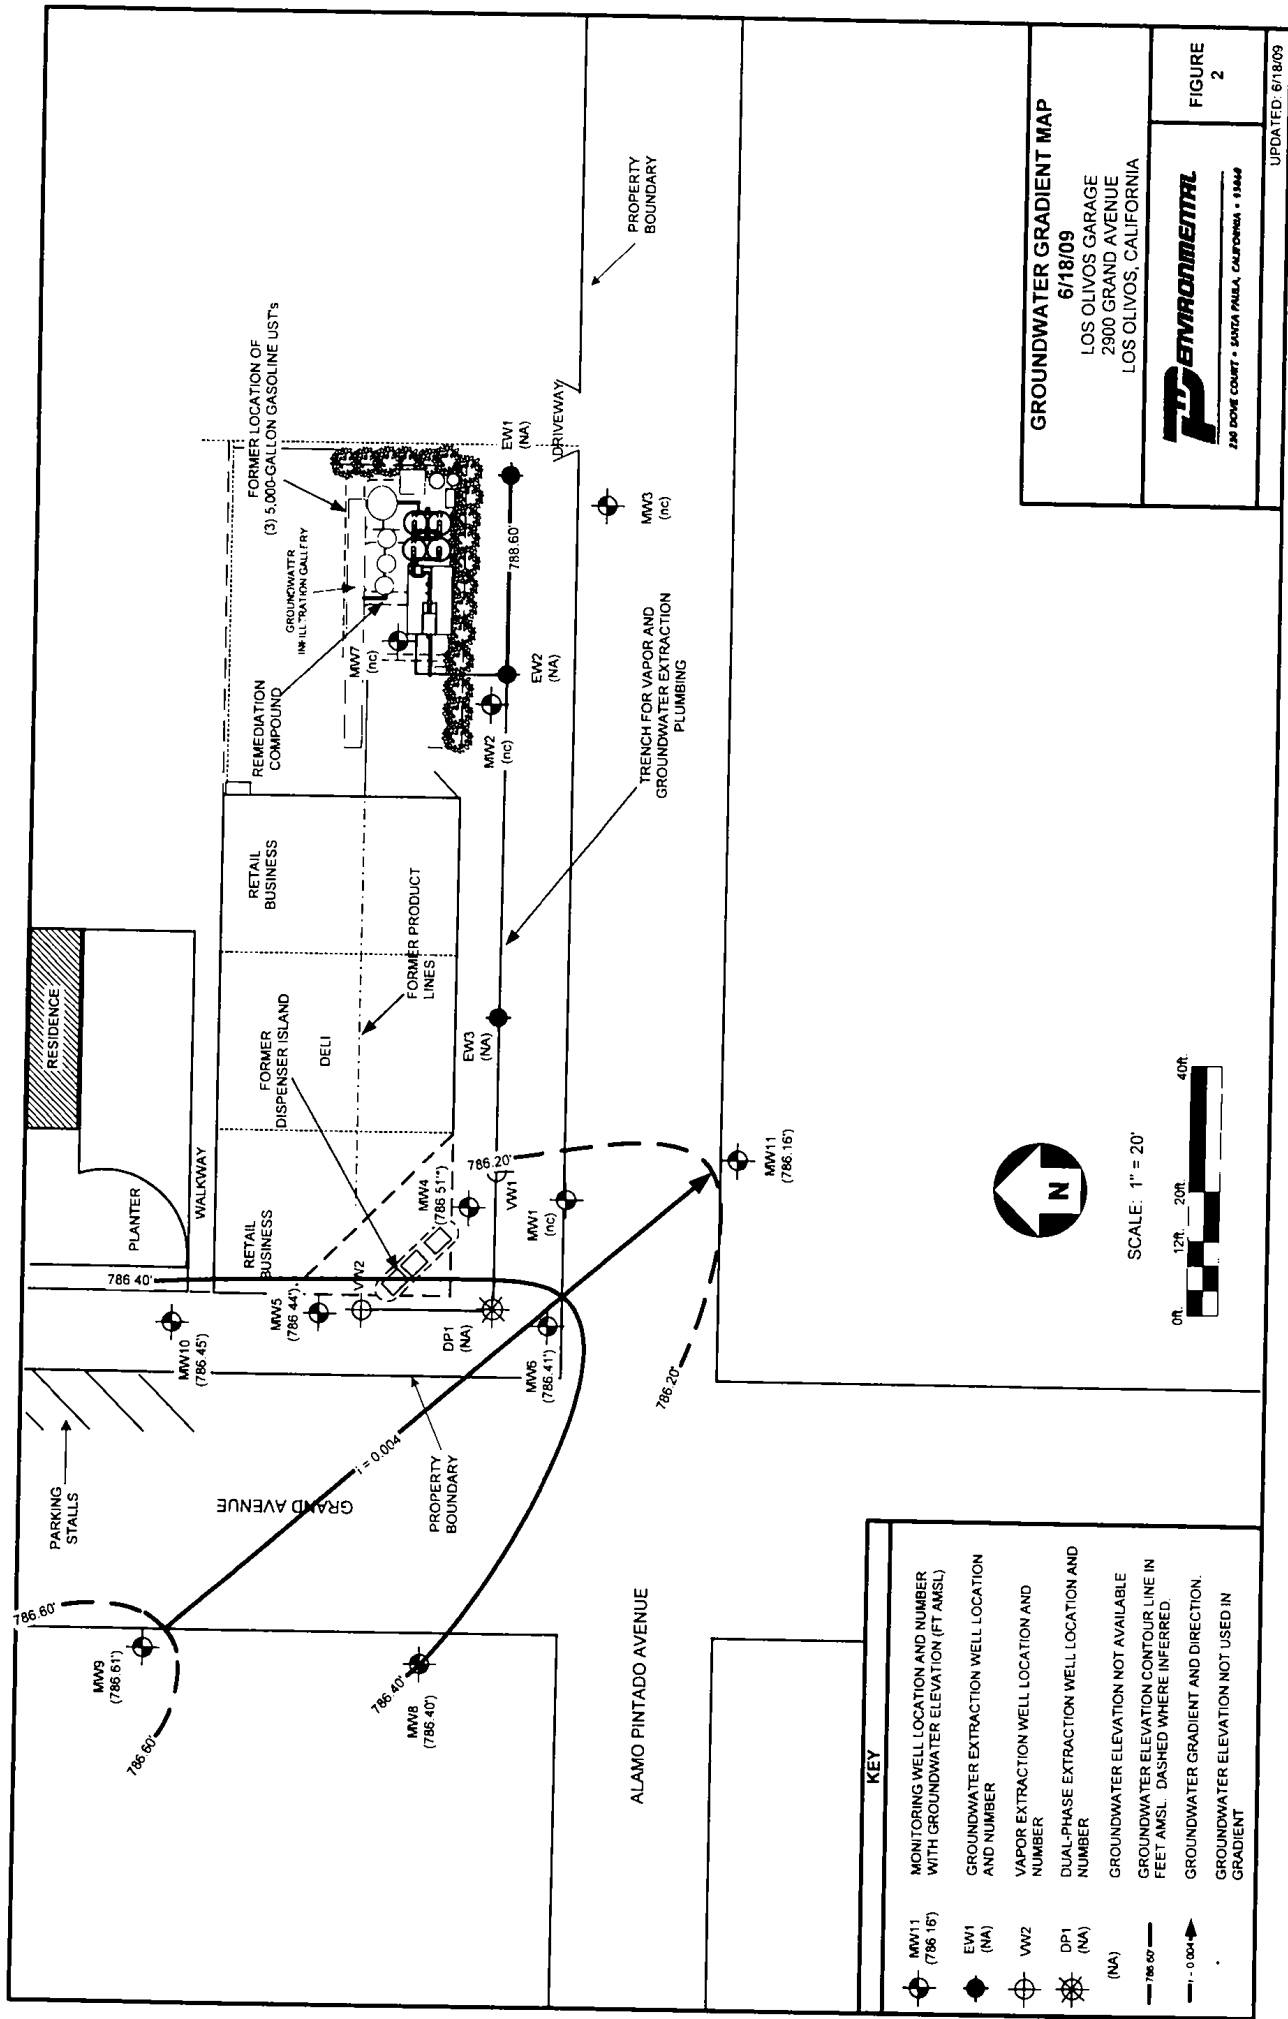 RESIDENCE
PLANTER
WALKWAY
PARKING
STALLS
GRAND AVENUE
PROPERTY
BOUNDARY
ALAMO PINTADO AVENUE
RETAIL
BUSINESS
DELI
RETAIL
BUSINESS
FORMER
DISPENSER ISLAND
FORMER PRODUCT
LINES
REMEDIATION
COMPOUND
GROUNDWATER
INFILTRATION GALLERY
FORMER LOCATION OF
(3) 5,000-GALLON GASOLINE UST's
PROPERTY
BOUNDARY
DRIVEWAY
TRENCH FOR VAPOR AND
GROUNDWATER EXTRACTION
PLUMBING
MW9
(786.61')
786.60'
786.60'
MW8
(786.40')
786.40'
MW10
(786.45')
786 40'
MW5
(786 44')
VW2
DP1
(NA)
MW6
(786.41')
i = 0.004
MW4
(786 51'*)
786.20'
VW1
MW1
(nc)
786.20'
MW11
(786.16')
EW3
(NA)
MW2
(nc)
EW2
(NA)
MW7
(nc)
788.60'
EW1
(NA)
MW3
(nc)
N
SCALE: 1" = 20'
0ft.
12ft.
20ft.
40ft.
KEY
MW11
(786 16')
MONITORING WELL LOCATION AND NUMBER
WITH GROUNDWATER ELEVATION (FT AMSL)
EW1
(NA)
GROUNDWATER EXTRACTION WELL LOCATION
AND NUMBER
VW2
VAPOR EXTRACTION WELL LOCATION AND
NUMBER
DP1
(NA)
DUAL-PHASE EXTRACTION WELL LOCATION AND
NUMBER
(NA)
GROUNDWATER ELEVATION NOT AVAILABLE
786 60'
GROUNDWATER ELEVATION CONTOUR LINE IN
FEET AMSL. DASHED WHERE INFERRED.
i - 0 004
GROUNDWATER GRADIENT AND DIRECTION.
GROUNDWATER ELEVATION NOT USED IN
GRADIENT
GROUNDWATER GRADIENT MAP
6/18/09
LOS OLIVOS GARAGE
2900 GRAND AVENUE
LOS OLIVOS, CALIFORNIA
ENVIRONMENTAL
230 DOVE COURT • SANTA PAULA, CALIFORNIA •
FIGURE
2
UPDATED: 6/18/09